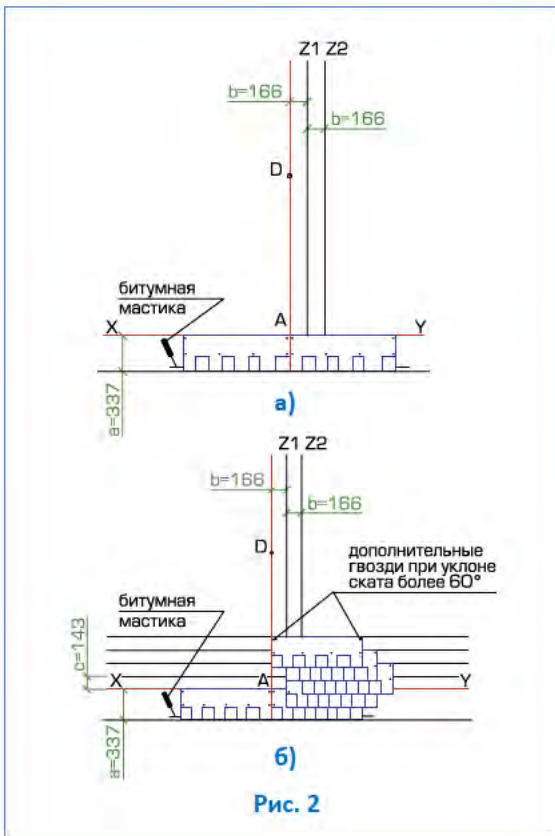 Z1 Z2
b=166
b=166
D
битумная
мастика
X
A
Y
a=337
а)
Z1 Z2
b=166
b=166
D
дополнительные
гвозди при уклоне
ската более 60°
битумная
мастика
c=143
X
A
Y
a=337
б)
Рис. 2